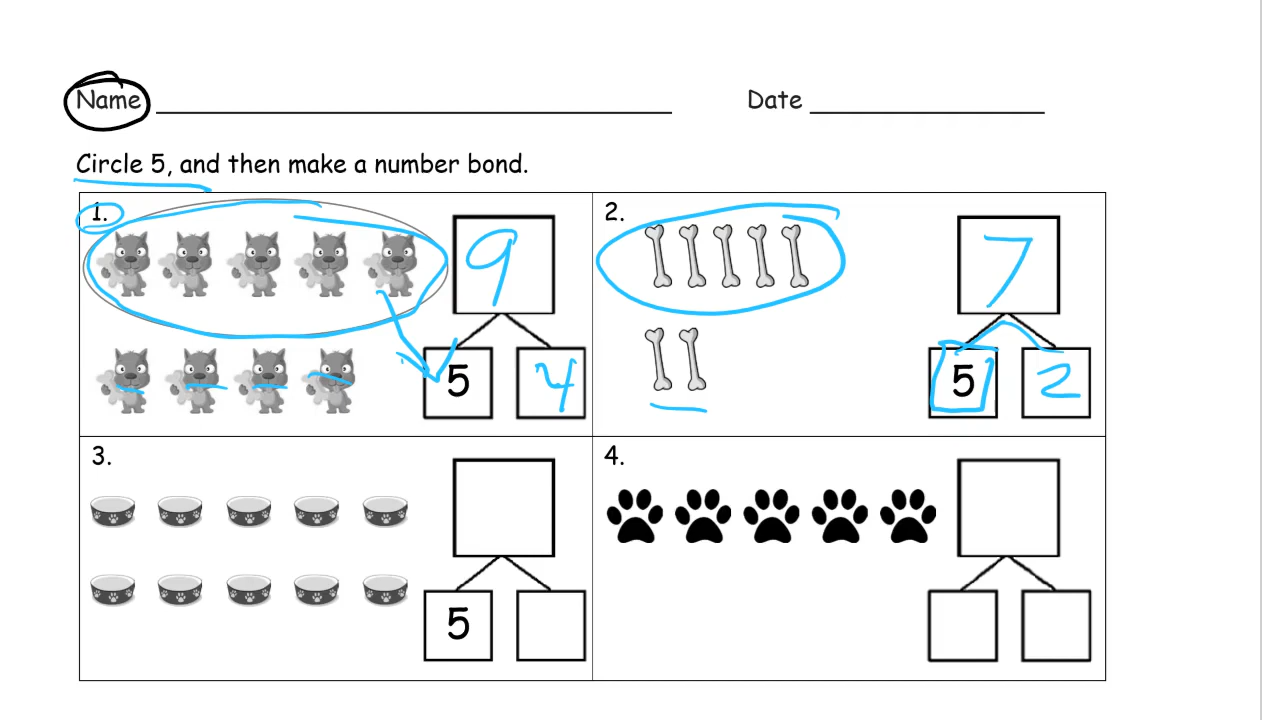 Name Date
Circle 5, and then make a number bond.
1. 2.
9 7
5 4 5 2
3. 4.
5